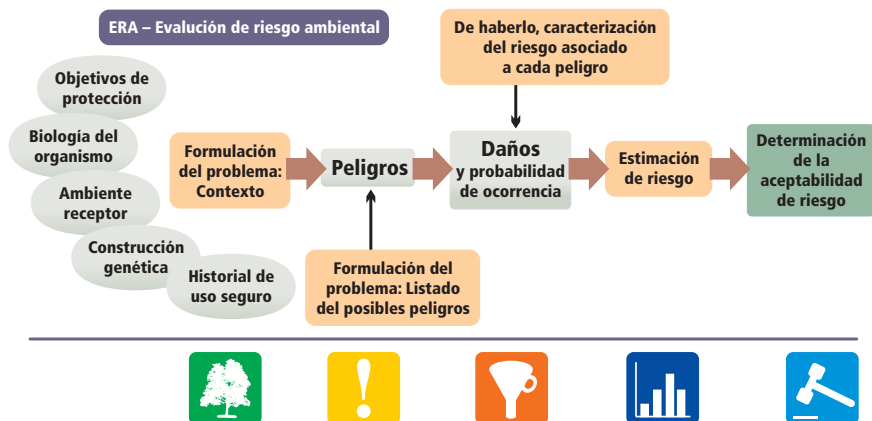 ERA – Evalución de riesgo ambiental
De haberlo, caracterización
del riesgo asociado
a cada peligro
Objetivos de
protección
Biología del
organismo
Ambiente
receptor
Construcción
genética
Historial de
uso seguro
Formulación
del problema:
Contexto
Peligros
Daños
y probabilidad
de ocurrencia
Estimación
de riesgo
Determinación
de la
aceptabilidad
de riesgo
Formulación del
problema: Listado
del posibles peligros